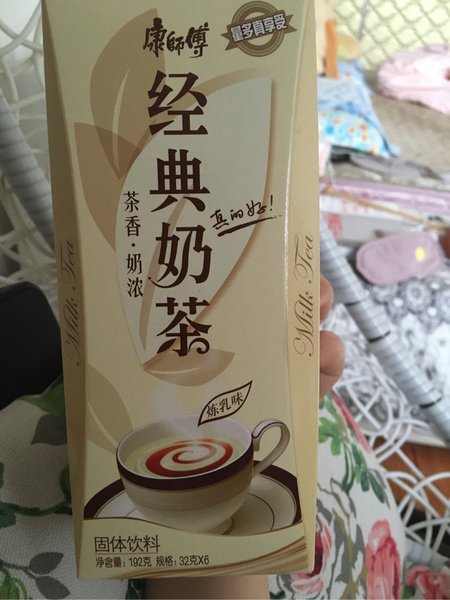 康師傅
量多真享受
经典奶茶
茶香·奶浓
真的好!
Milk Tea
Milk Tea
炼乳味
固体饮料
净含量:192克 规格:32克X6